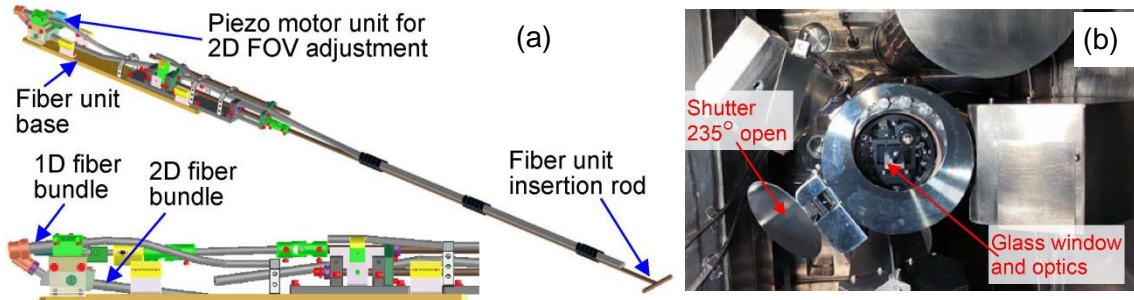 Piezo motor unit for
2D FOV adjustment
(a)
Fiber unit
base
1D fiber
bundle
2D fiber
bundle
Fiber unit
insertion rod
(b)
Shutter
235° open
Glass window
and optics